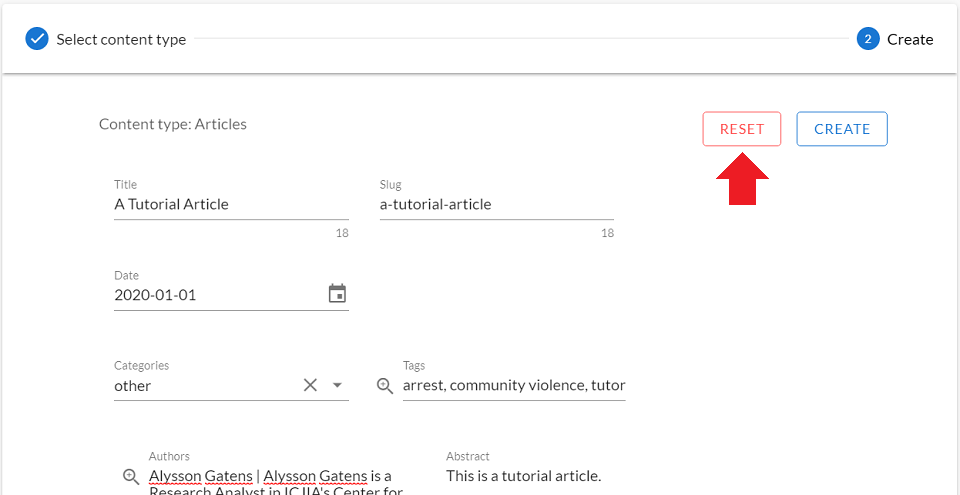 Select content type
2 Create
Content type: Articles
RESET CREATE
Title Slug
A Tutorial Article a-tutorial-article
18 18
Date
2020-01-01
Categories Tags
other arrest, community violence, tutor
Authors Abstract
Alysson Gatens | Alysson Gatens is a This is a tutorial article.
Research Analyst in ICJIA's Center for